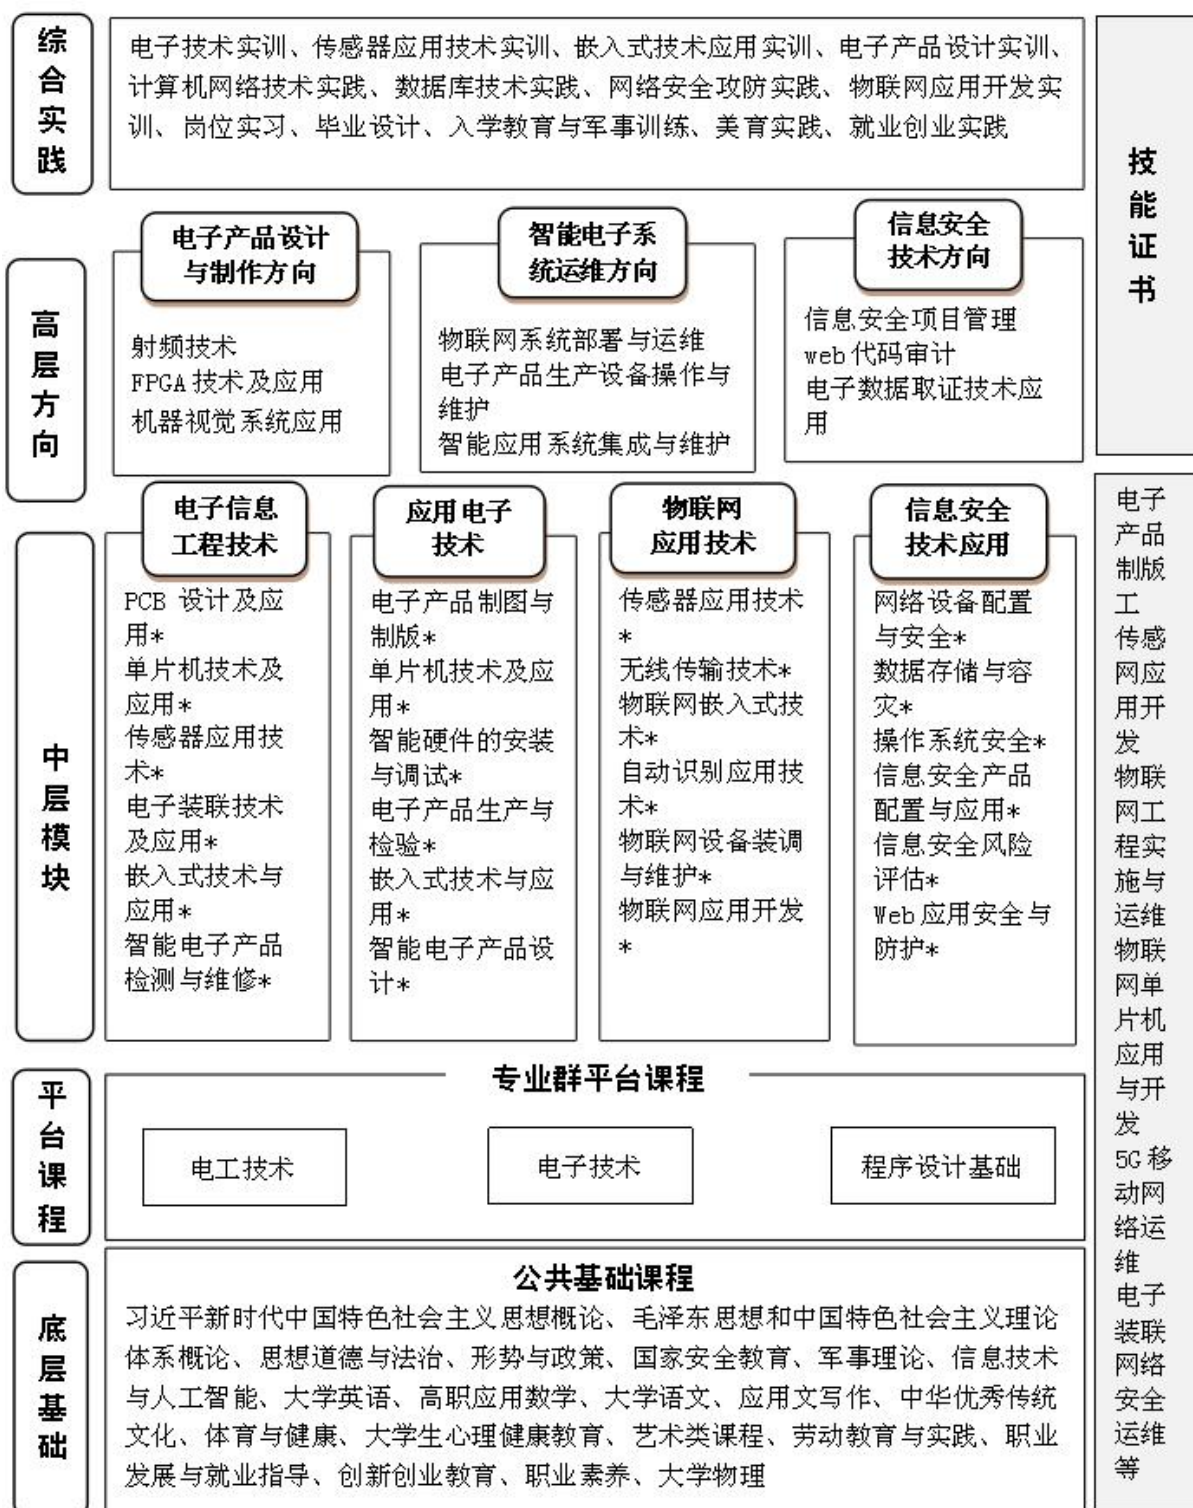 综合实践
电子技术实训、传感器应用技术实训、嵌入式技术应用实训、电子产品设计实训、
计算机网络技术实践、数据库技术实践、网络安全攻防实践、物联网应用开发实
训、岗位实习、毕业设计、入学教育与军事训练、美育实践、就业创业实践
技能证书
高层方向
电子产品设计
与制作方向
射频技术
FPGA 技术及应用
机器视觉系统应用
智能电子系
统运维方向
物联网系统部署与运维
电子产品生产设备操作与
维护
智能应用系统集成与维护
信息安全
技术方向
信息安全项目管理
web 代码审计
电子数据取证技术应
用
中层模块
电子信息
工程技术
PCB 设计及应
用*
单片机技术及
应用*
传感器应用技
术*
电子装联技术
及应用*
嵌入式技术与
应用*
智能电子产品
检测与维修*
应用电子
技术
电子产品制图与
制版*
单片机技术及应
用*
智能硬件的安装
与调试*
电子产品生产与
检验*
嵌入式技术与应
用*
智能电子产品设
计*
物联网
应用技术
传感器应用技术
*
无线传输技术*
物联网嵌入式技
术*
自动识别应用技
术*
物联网设备装调
与维护*
物联网应用开发
*
信息安全
技术应用
网络设备配置
与安全*
数据存储与容
灾*
操作系统安全*
信息安全产品
配置与应用*
信息安全风险
评估*
Web 应用安全与
防护*
电子
产品
制版
工
传感
网应
用开
发
物联
网工
程实
施与
运维
物联
网单
片机
应用
与开
发
5G 移
动网
络运
维
电子
装联
网络
安全
运维
等
平台课程
专业群平台课程
电工技术
电子技术
程序设计基础
底层基础
公共基础课程
习近平新时代中国特色社会主义思想概论、毛泽东思想和中国特色社会主义理论
体系概论、思想道德与法治、形势与政策、国家安全教育、军事理论、信息技术
与人工智能、大学英语、高职应用数学、大学语文、应用文写作、中华优秀传统
文化、体育与健康、大学生心理健康教育、艺术类课程、劳动教育与实践、职业
发展与就业指导、创新创业教育、职业素养、大学物理